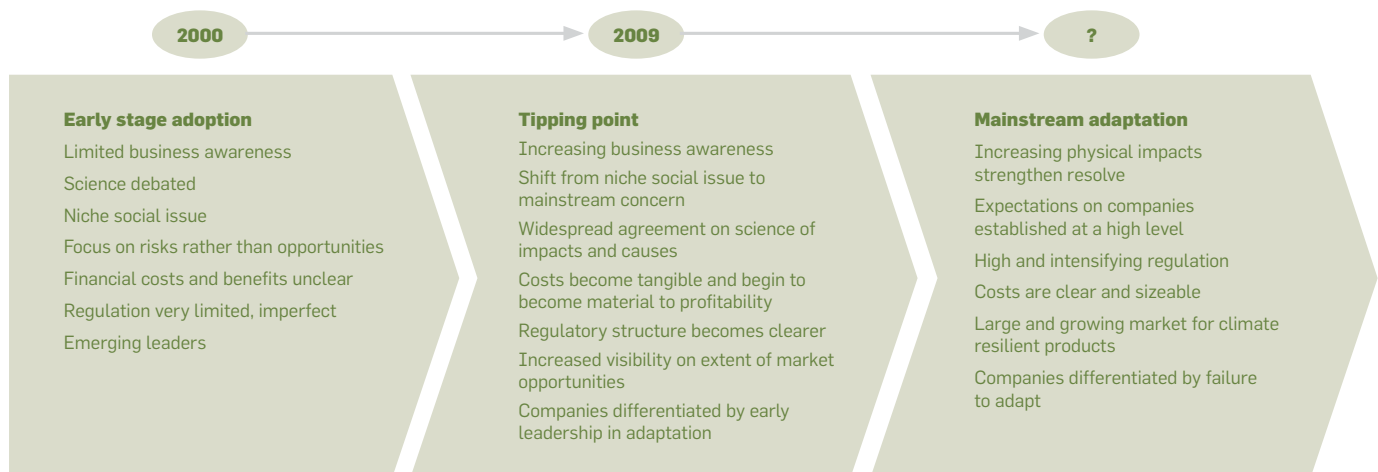 2000
2009
?
Early stage adoption
Limited business awareness
Science debated
Niche social issue
Focus on risks rather than opportunities
Financial costs and benefits unclear
Regulation very limited, imperfect
Emerging leaders
Tipping point
Increasing business awareness
Shift from niche social issue to
mainstream concern
Widespread agreement on science of
impacts and causes
Costs become tangible and begin to
become material to profitability
Regulatory structure becomes clearer
Increased visibility on extent of market
opportunities
Companies differentiated by early
leadership in adaptation
Mainstream adaptation
Increasing physical impacts
strengthen resolve
Expectations on companies
established at a high level
High and intensifying regulation
Costs are clear and sizeable
Large and growing market for climate
resilient products
Companies differentiated by failure
to adapt